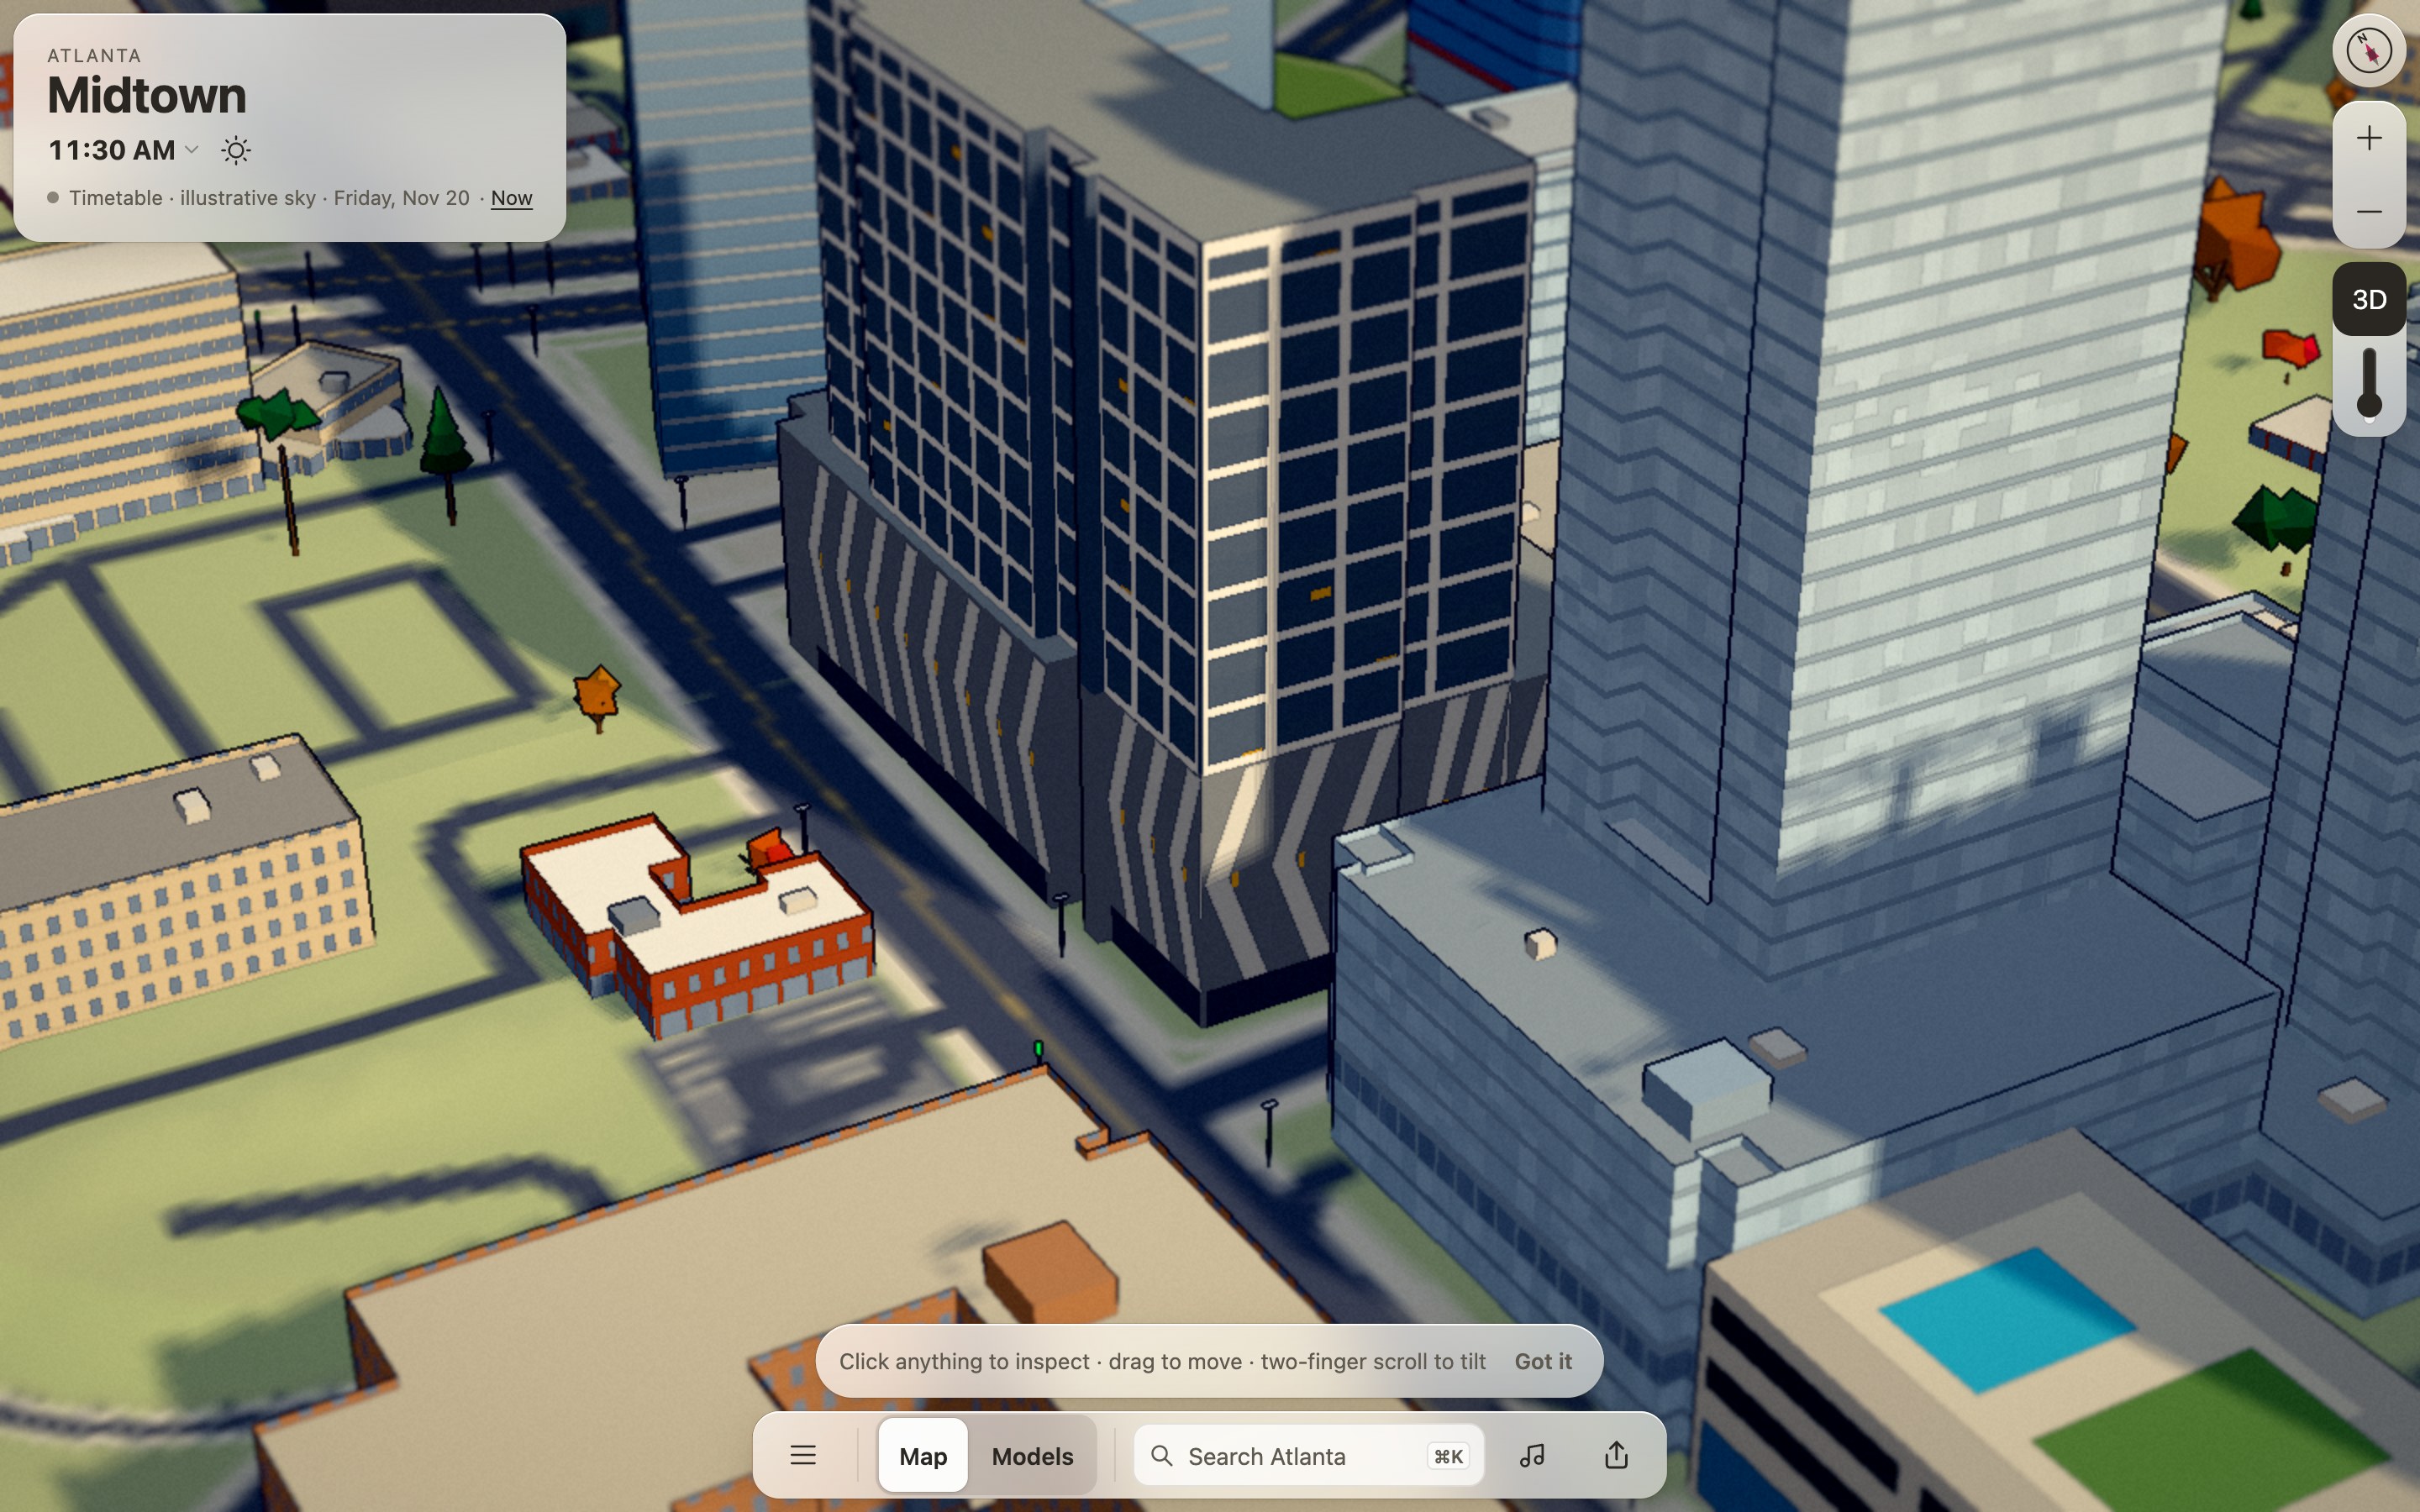 ATLANTA
Midtown
11:30 AM
Timetable · illustrative sky · Friday, Nov 20 · Now
N
3D
Click anything to inspect · drag to move · two-finger scroll to tilt Got it
Map Models Search Atlanta ⌘K